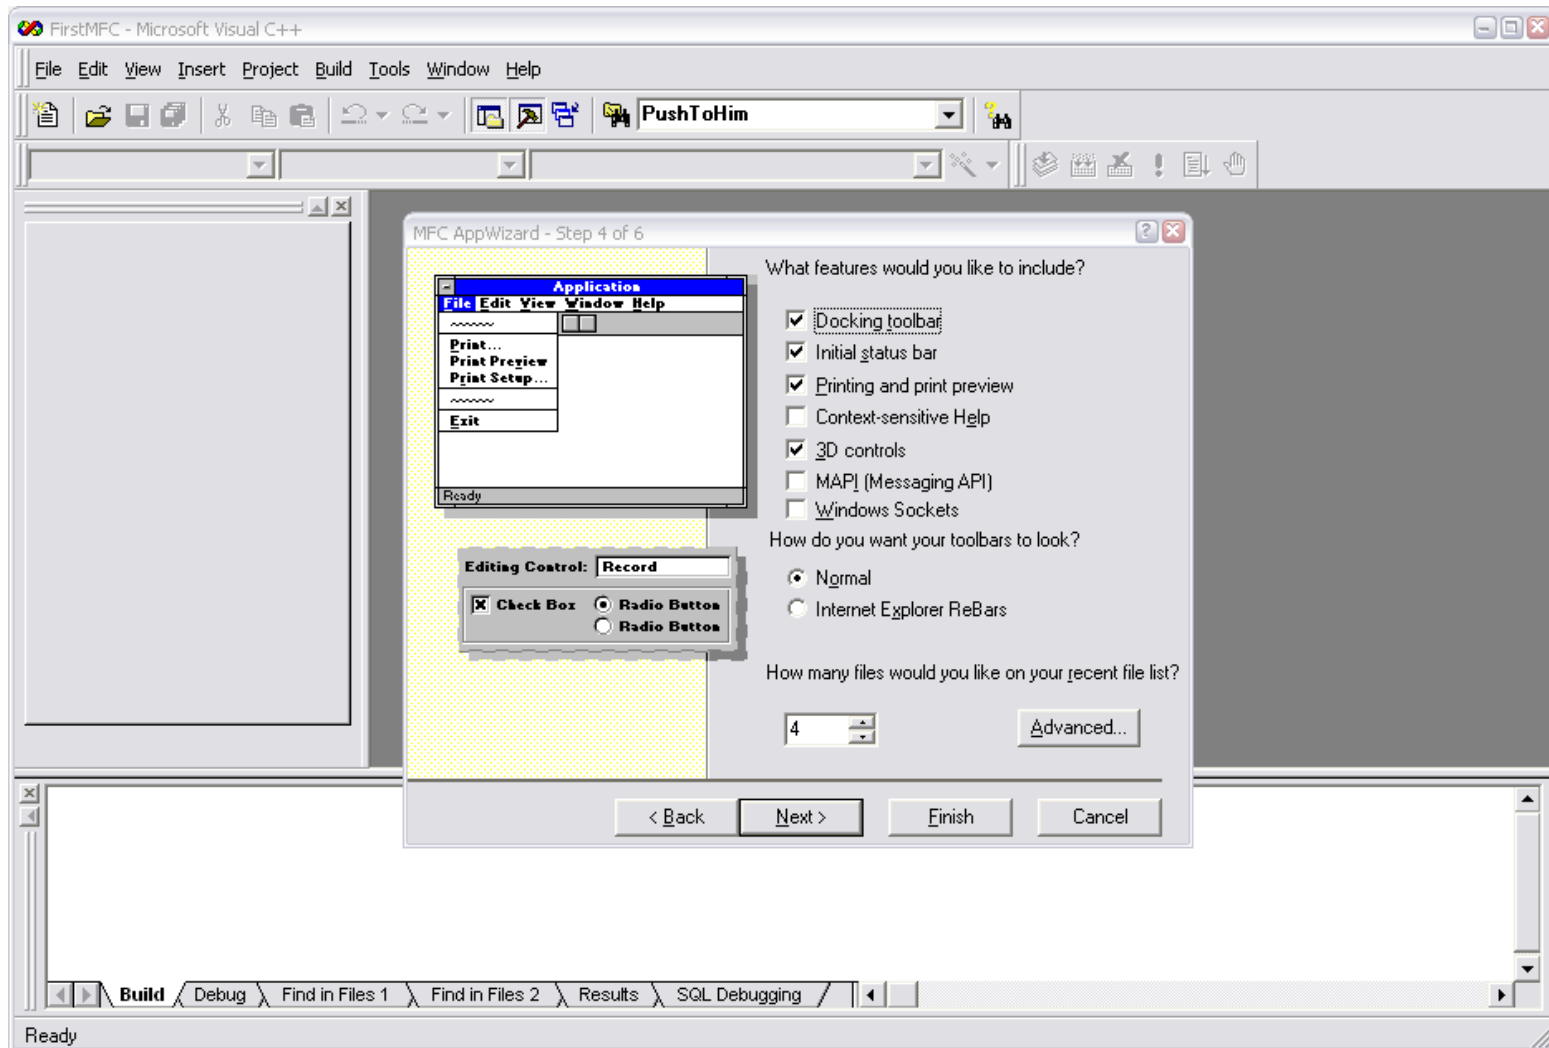 FirstMFC - Microsoft Visual C++
File Edit View Insert Project Build Tools Window Help
PushToHim
MFC AppWizard - Step 4 of 6
What features would you like to include?
Application
File Edit View Window Help
Print...
Print Preview
Print Setup...
Exit
Ready
Docking toolbar
Initial status bar
Printing and print preview
Context-sensitive Help
3D controls
MAPI (Messaging API)
Windows Sockets
How do you want your toolbars to look?
Editing Control: Record
Check Box Radio Button
Radio Button
Normal
Internet Explorer ReBars
How many files would you like on your recent file list?
4
Advanced...
< Back Next > Finish Cancel
Build Debug Find in Files 1 Find in Files 2 Results SQL Debugging
Ready